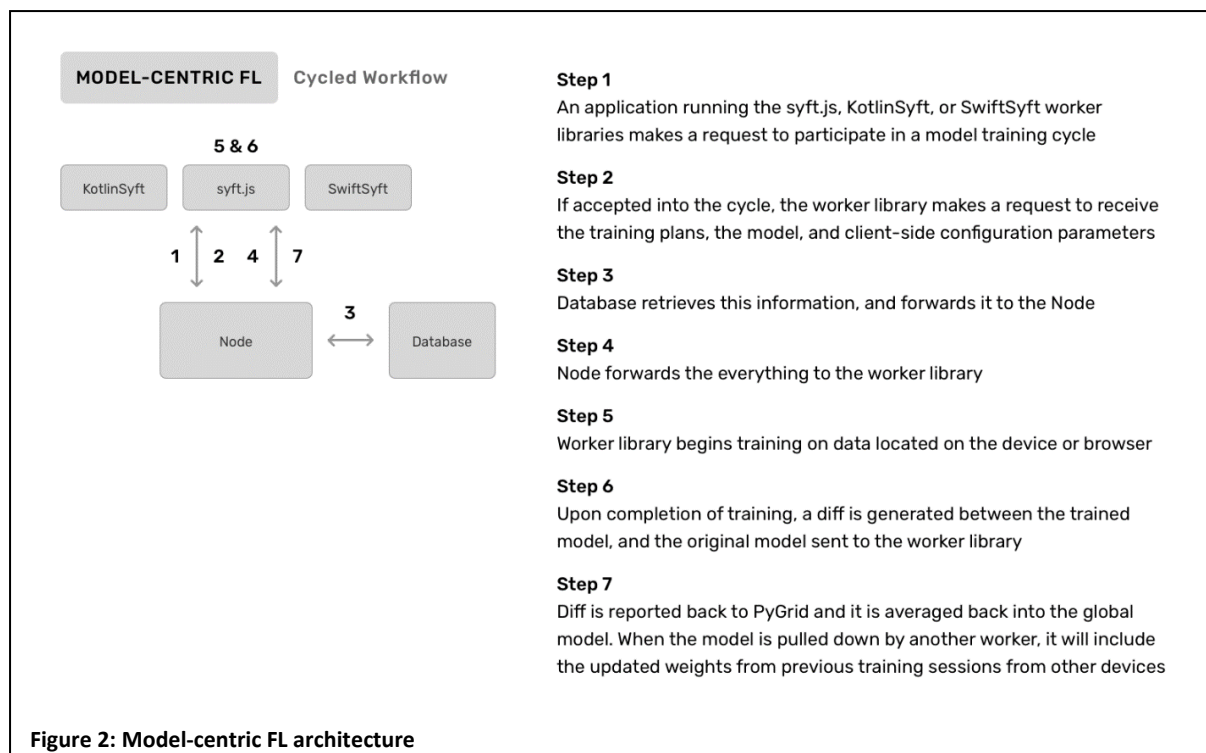 MODEL-CENTRIC FL Cycled Workflow
5 & 6
KotlinSyft syft.js SwiftSyft
1 2 4 7
3
Node Database
Step 1
An application running the syft.js, KotlinSyft, or SwiftSyft worker
libraries makes a request to participate in a model training cycle
Step 2
If accepted into the cycle, the worker library makes a request to receive
the training plans, the model, and client-side configuration parameters
Step 3
Database retrieves this information, and forwards it to the Node
Step 4
Node forwards the everything to the worker library
Step 5
Worker library begins training on data located on the device or browser
Step 6
Upon completion of training, a diff is generated between the trained
model, and the original model sent to the worker library
Step 7
Diff is reported back to PyGrid and it is averaged back into the global
model. When the model is pulled down by another worker, it will include
the updated weights from previous training sessions from other devices
Figure 2: Model-centric FL architecture